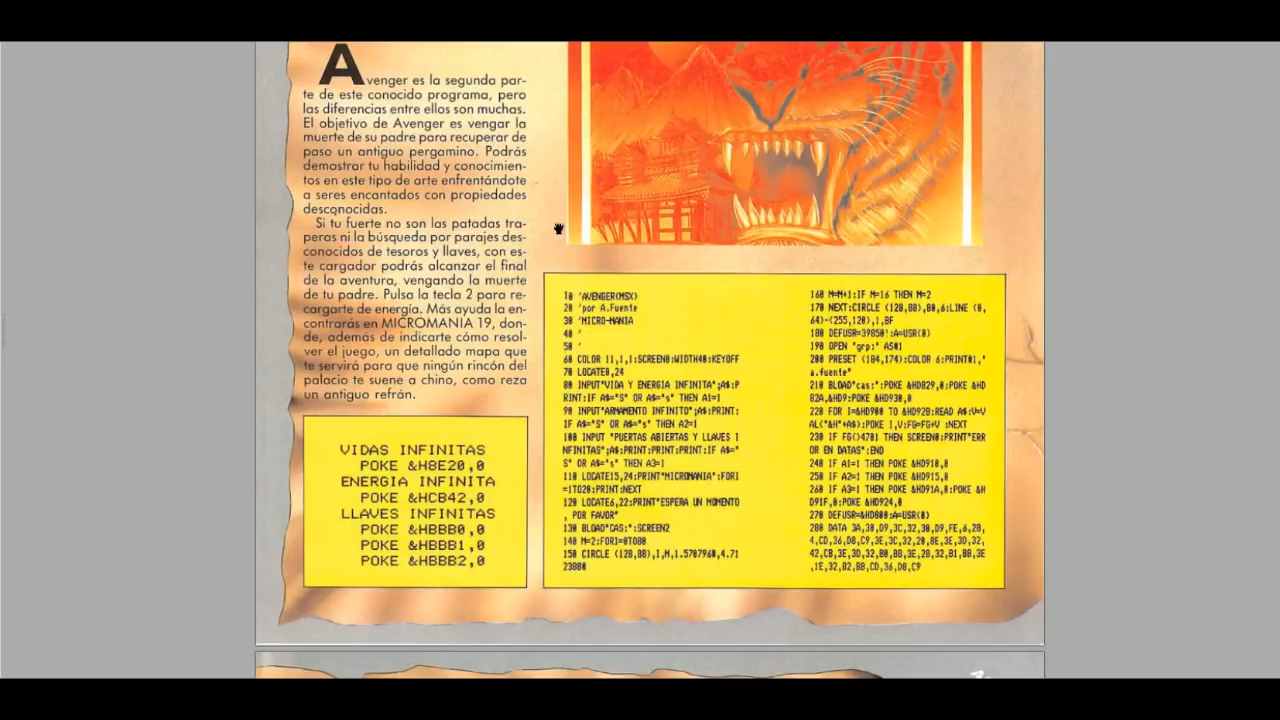 Avenger es la segunda par-
te de este conocido programa, pero
las diferencias entre ellos son muchas.
El objetivo de Avenger es vengar la
muerte de su padre para recuperar de
paso un antiguo pergamino. Podrás
demostrar tu habilidad y conocimien-
tos en este tipo de arte enfrentándote
a seres encantados con propiedades
desconocidas.
Si tu fuerte no son las patadas tra-
peras ni la búsqueda por parajes des-
conocidos de tesoros y llaves, con es-
te cargador podrás alcanzar el final
de la aventura, vengando la muerte
de tu padre. Pulsa la tecla 2 para re-
cargarte de energía. Más ayuda la en-
contrarás en MICROMANIA 19, don-
de, además de indicarte cómo resol-
ver el juego, un detallado mapa que
te servirá para que ningún rincón del
palacio te suene a chino, como reza
un antiguo refrán.
VIDAS INFINITAS
POKE &H8E20,0
ENERGIA INFINITA
POKE &HCB42,0
LLAVES INFINITAS
POKE &HBBB0,0
POKE &HBBB1,0
POKE &HBBB2,0
10 'AVENGER(MSX)
20 'por A.Fuente
30 'MICRO-MANIA
40 '
50 '
60 COLOR 11,1,1:SCREEN0:WIDTH40:KEYOFF
70 LOCATE0,24
80 INPUT"VIDA Y ENERGIA INFINITA";A$:P
RINT:IF A$="S" OR A$="s" THEN A1=1
90 INPUT"ARMAMENTO INFINITO";A$:PRINT:
IF A$="S" OR A$="s" THEN A2=1
100 INPUT "PUERTAS ABIERTAS Y LLAVES I
NFINITAS";A$:PRINT:PRINT:PRINT:IF A$="
S" OR A$="s" THEN A3=1
110 LOCATE15,24:PRINT"MICROMANIA":FORI
=1TO20:PRINT:NEXT
120 LOCATE6,22:PRINT"ESPERA UN MOMENTO
, POR FAVOR"
130 BLOAD"CAS:":SCREEN2
140 M=2:FORI=0TO80
150 CIRCLE (128,88),I,M,1.5707960,4.71
23880
160 M=M+1:IF M=16 THEN M=2
170 NEXT:CIRCLE (128,88),80,6:LINE (0,
64)-(255,120),1,BF
180 DEFUSR=39850!:A=USR(0)
190 OPEN "grp:" AS#1
200 PRESET (184,174):COLOR 6:PRINT#1,"
a.fuente"
210 BLOAD"cas:":POKE &HD829,0:POKE &HD
82A,&HD9:POKE &HD930,0
220 FOR I=&HD900 TO &HD92B:READ A$:V=V
AL("&H"+A$):POKE I,V:FG=FG+V :NEXT
230 IF FG<>4701 THEN SCREEN0:PRINT"ERR
OR EN DATAS":END
240 IF A1=1 THEN POKE &HD910,0
250 IF A2=1 THEN POKE &HD915,0
260 IF A3=1 THEN POKE &HD91A,0:POKE &H
D91F,0:POKE &HD924,0
270 DEFUSR=&HD800:A=USR(0)
280 DATA 3A,30,D9,3C,32,30,D9,FE,6,28,
4,CD,36,D8,C9,3E,3C,32,20,8E,3E,3D,32,
42,CB,3E,3D,32,B0,BB,3E,28,32,B1,BB,3E
,1E,32,B2,BB,CD,36,D8,C9